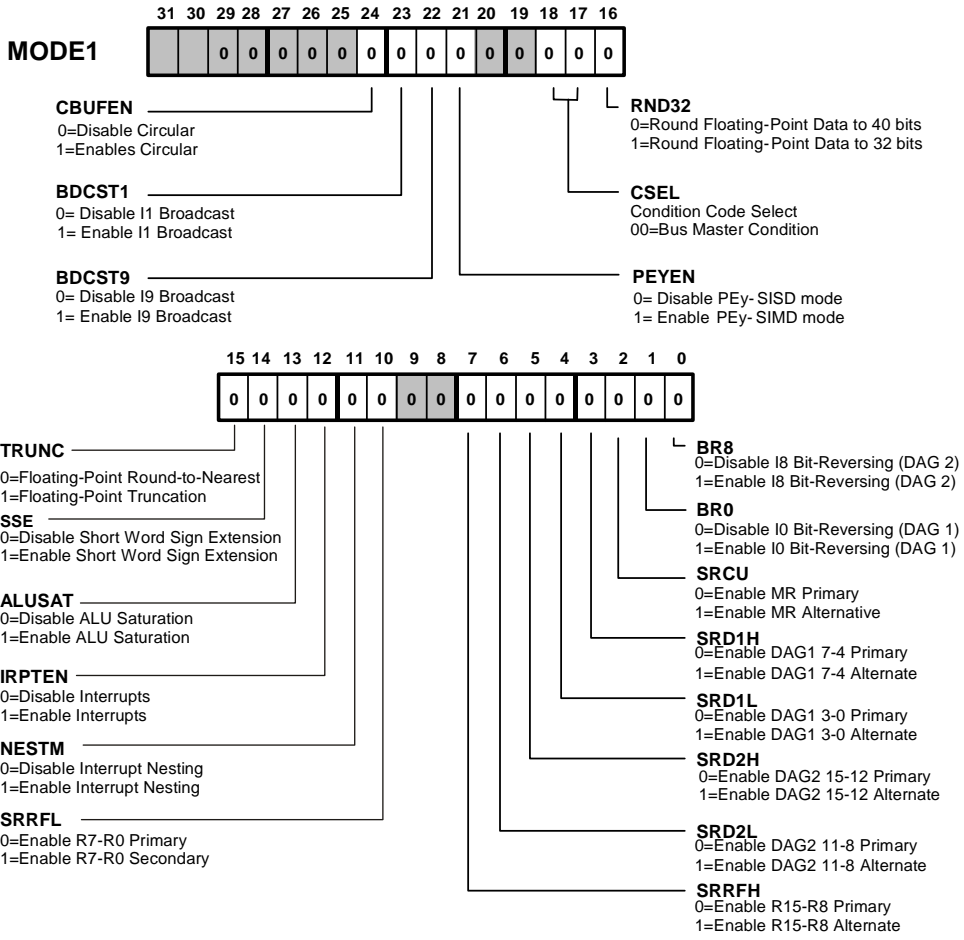 31 30 29 28 27 26 25 24 23 22 21 20 19 18 17 16
MODE1
0 0 0 0 0 0 0 0 0 0 0 0 0 0
CBUFEN
0=Disable Circular
1=Enables Circular
BDCST1
0= Disable I1 Broadcast
1= Enable I1 Broadcast
BDCST9
0= Disable I9 Broadcast
1= Enable I9 Broadcast
RND32
0=Round Floating-Point Data to 40 bits
1=Round Floating-Point Data to 32 bits
CSEL
Condition Code Select
00=Bus Master Condition
PEYEN
0= Disable PEy- SISD mode
1= Enable PEy- SIMD mode
15 14 13 12 11 10 9 8 7 6 5 4 3 2 1 0
0 0 0 0 0 0 0 0 0 0 0 0 0 0 0 0
TRUNC
0=Floating-Point Round-to-Nearest
1=Floating-Point Truncation
SSE
0=Disable Short Word Sign Extension
1=Enable Short Word Sign Extension
ALUSAT
0=Disable ALU Saturation
1=Enable ALU Saturation
IRPTEN
0=Disable Interrupts
1=Enable Interrupts
NESTM
0=Disable Interrupt Nesting
1=Enable Interrupt Nesting
SRRFL
0=Enable R7-R0 Primary
1=Enable R7-R0 Secondary
BR8
0=Disable I8 Bit-Reversing (DAG 2)
1=Enable I8 Bit-Reversing (DAG 2)
BR0
0=Disable I0 Bit-Reversing (DAG 1)
1=Enable I0 Bit-Reversing (DAG 1)
SRCU
0=Enable MR Primary
1=Enable MR Alternative
SRD1H
0=Enable DAG1 7-4 Primary
1=Enable DAG1 7-4 Alternate
SRD1L
0=Enable DAG1 3-0 Primary
1=Enable DAG1 3-0 Alternate
SRD2H
0=Enable DAG2 15-12 Primary
1=Enable DAG2 15-12 Alternate
SRD2L
0=Enable DAG2 11-8 Primary
1=Enable DAG2 11-8 Alternate
SRRFH
0=Enable R15-R8 Primary
1=Enable R15-R8 Alternate